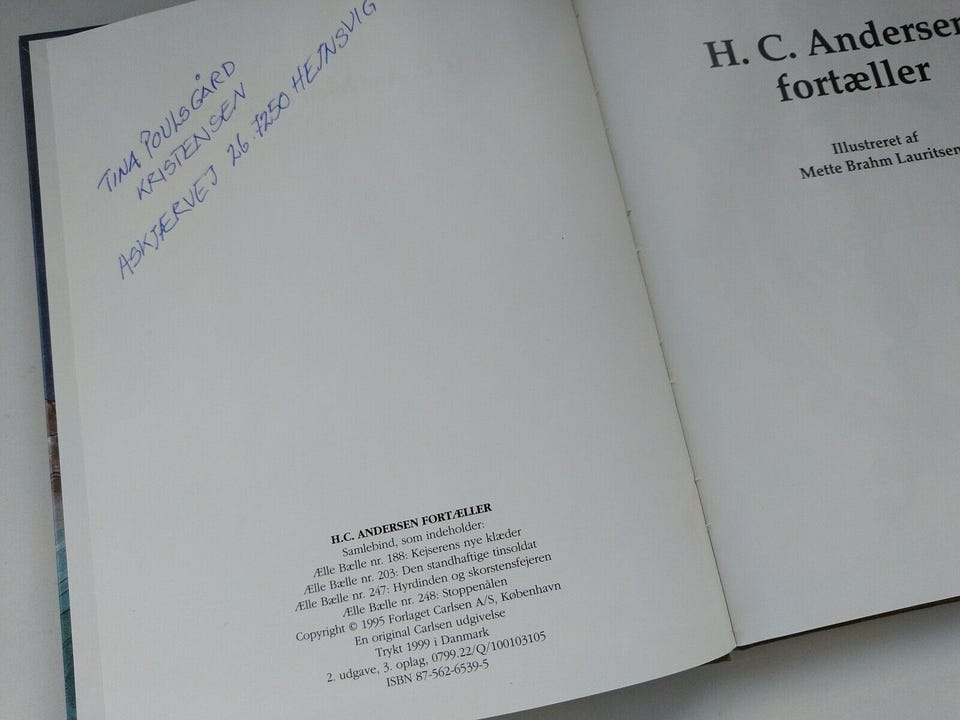 TINA POULSGÅRD
KRISTENSEN
ASKJÆRVEJ 26. 7250 HEJNSVIG
H.C. ANDERSEN FORTÆLLER
Samlebind, som indeholder:
Ælle Bælle nr. 188: Kejserens nye klæder
Ælle Bælle nr. 203: Den standhaftige tinsoldat
Ælle Bælle nr. 247: Hyrdinden og skorstensfejeren
Ælle Bælle nr. 248: Stoppenålen
Copyright © 1995 Forlaget Carlsen A/S, København
En original Carlsen udgivelse
Trykt 1999 i Danmark
2. udgave, 3. oplag, 0799.22/Q/100103105
ISBN 87-562-6539-5
H. C. Andersen
fortæller
Illustreret af
Mette Brahm Lauritsen